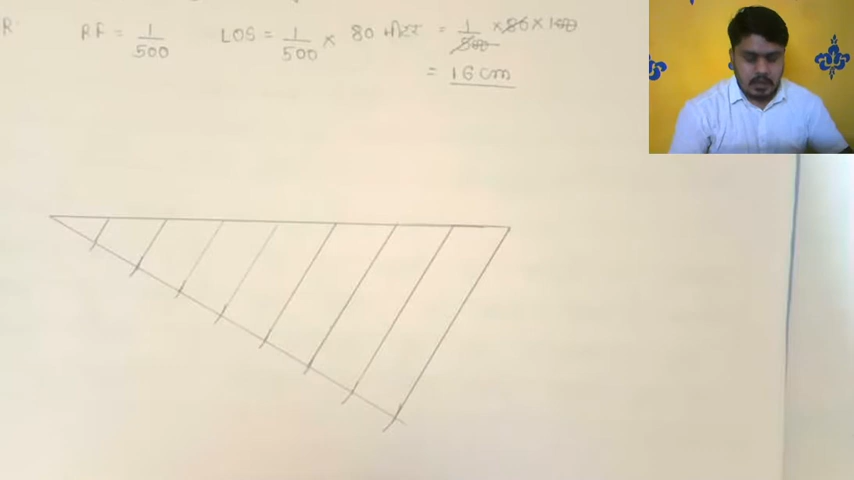 RF = 1/500 LOS = 1/500 × 80 मीटर = 1/500 × 80 × 100
= 16 cm